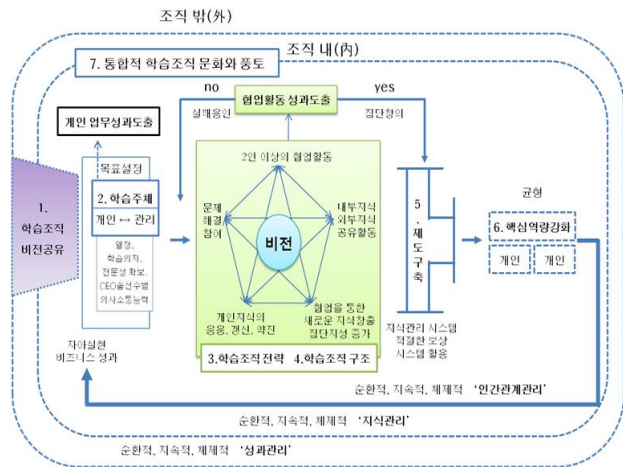 조직 밖(外)
조직 내(內)
7. 통합적 학습조직 문화와 풍토
no
yes
협업활동 성과도출
실패용인
집단창의
개인 업무성과도출
목표설정
1.
학습조직
비전공유
2. 학습주체
개인 ↔ 관리
열정,
학습의지,
전문성 확보,
CEO솔선수범
의사소통능력
자아실현
비즈니스 성과
2인 이상의 협업활동
문제
해결
참여
내부지식
외부지식
공유활동
비전
개인지식의
응용, 갱신, 약진
협업을 통한
새로운 지식창출
집단지성 증가
3.학습조직 전략 4.학습조직 구조
5.제도구축
지식관리 시스템
적절한 보상
시스템 활용
균형
6. 핵심역량강화
개인
개인
순환적, 지속적, 체제적 ‘인간관계관리’
순환적, 지속적, 체제적 ‘지식관리’
순환적, 지속적, 체제적 ‘성과관리’